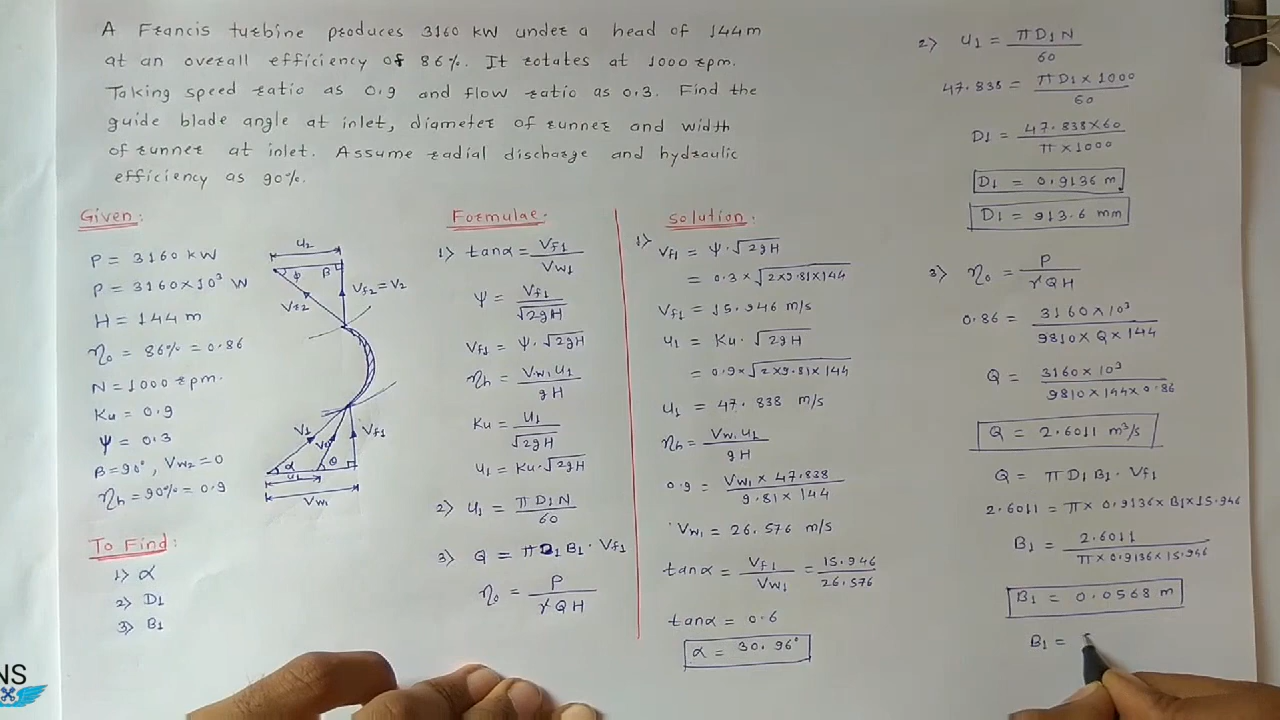 A Francis turbine produces 3160 kW under a head of 144m
at an overall efficiency of 86%. It rotates at 1000 rpm.
Taking speed ratio as 0.9 and flow ratio as 0.3. Find the
guide blade angle at inlet, diameter of runner and width
of runner at inlet. Assume radial discharge and hydraulic
efficiency as 90%.
Given:
P = 3160 kW
P = 3160×10³ W
H = 144 m
η₀ = 86% = 0.86
N = 1000 rpm.
Ku = 0.9
Ψ = 0.3
β = 90°, Vw₂ = 0
ηh = 90% = 0.9
To Find:
1) α
2) D₁
3) B₁
u₂
φ
β
Vr₂
Vf₂ = V₂
V₁
Vf₁
α
θ
u₁
Vw₁
Formulae:
1) tanα = Vf₁ / Vw₁
Ψ = Vf₁ / √2gH
Vf₁ = Ψ.√2gH
ηh = Vw₁ u₁ / gH
Ku = u₁ / √2gH
u₁ = Ku.√2gH
2) u₁ = π D₁ N / 60
3) Q = π D₁ B₁ . Vf₁
η₀ = P / γQH
Solution:
1) Vf₁ = Ψ.√2gH
= 0.3 × √2×9.81×144
Vf₁ = 15.946 m/s
u₁ = Ku. √2gH
= 0.9×√2×9.81×144
u₁ = 47.838 m/s
ηh = Vw₁ u₁ / gH
0.9 = Vw₁ × 47.838 / 9.81 × 144
Vw₁ = 26.576 m/s
tanα = Vf₁ / Vw₁ = 15.946 / 26.576
tanα = 0.6
α = 30.96°
2) u₁ = π D₁ N / 60
47.838 = π D₁ × 1000 / 60
D₁ = 47.838×60 / π × 1000
D₁ = 0.9136 m
D₁ = 913.6 mm
3) η₀ = P / γQH
0.86 = 3160×10³ / 9810×Q×144
Q = 3160×10³ / 9810×144×0.86
Q = 2.6011 m³/s
Q = π D₁ B₁ . Vf₁
2.6011 = π× 0.9136× B₁×15.946
B₁ = 2.6011 / π×0.9136×15.946
B₁ = 0.0568 m
B₁ =
NS